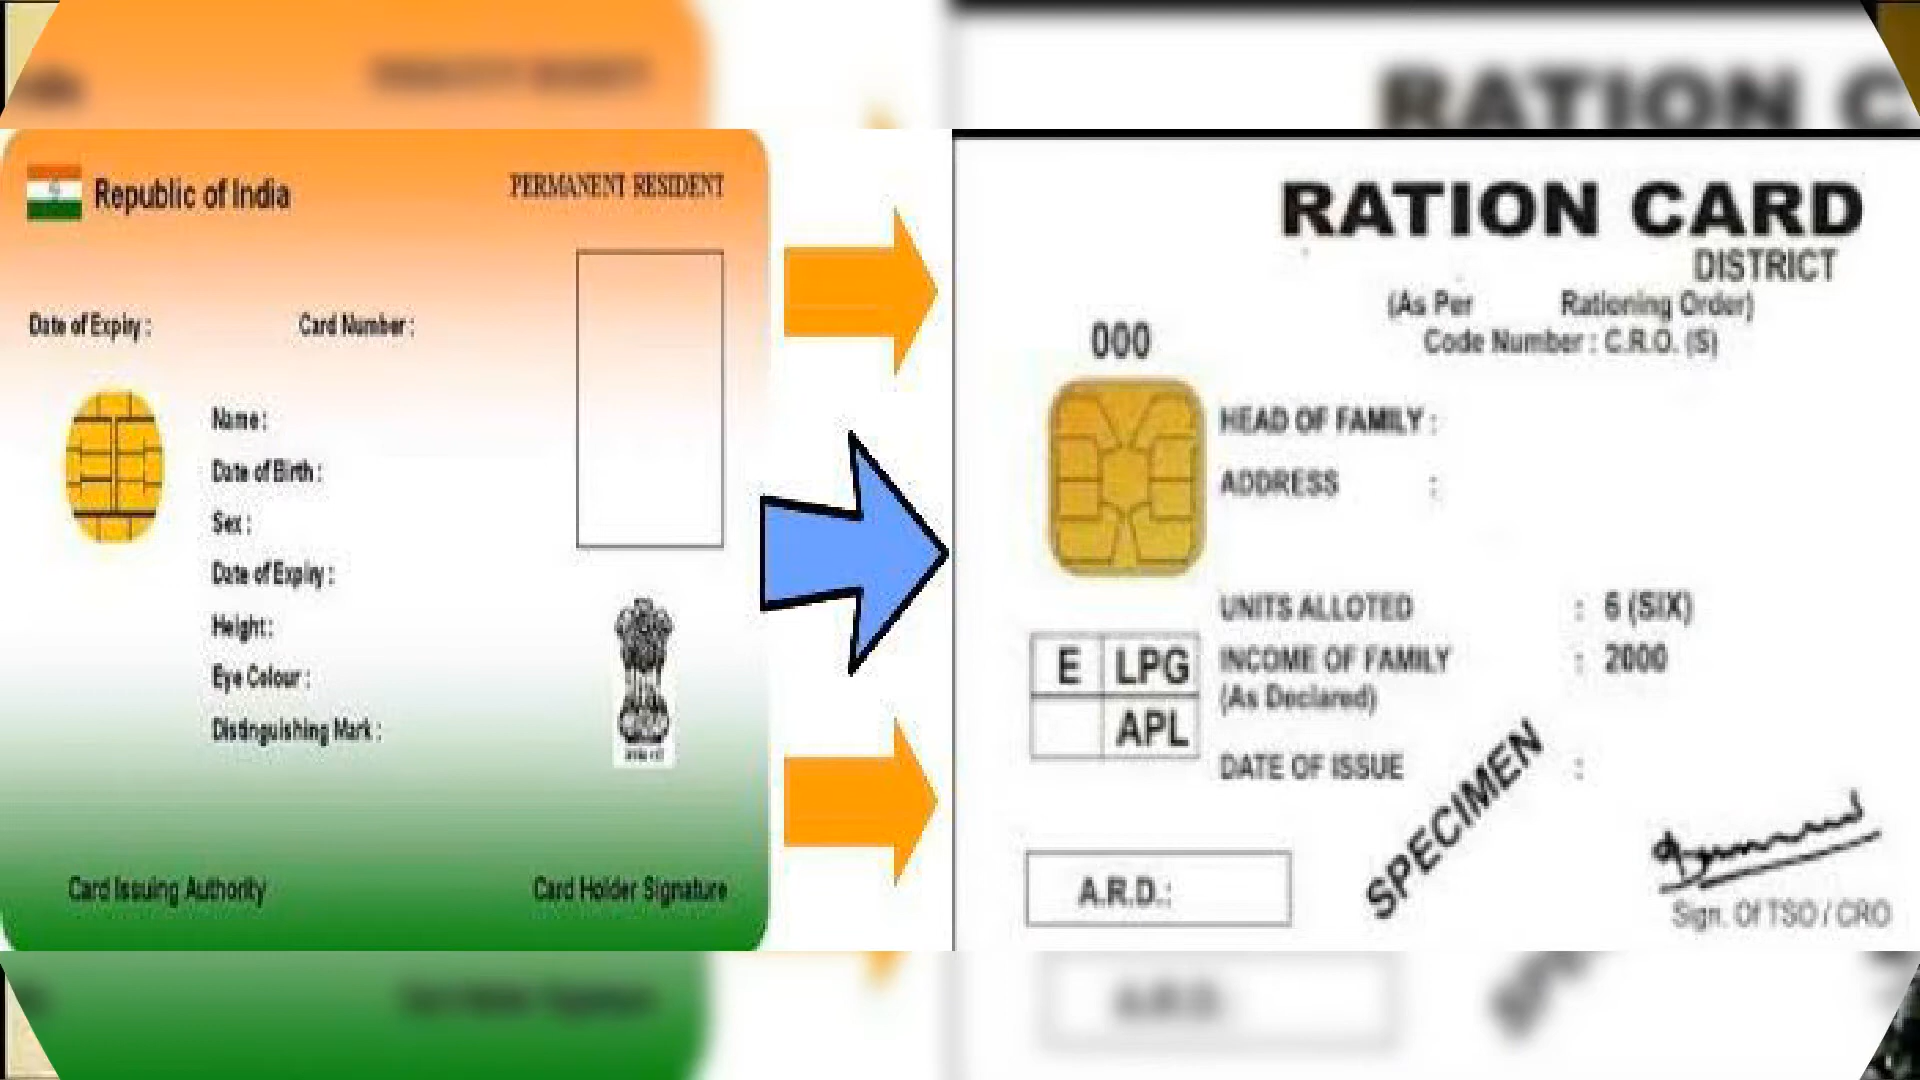 RATION C
Republic of India
PERMANENT RESIDENT
Date of Expiry :
Card Number :
Name :
Date of Birth :
Sex :
Date of Expiry :
Height :
Eye Colour :
Distinguishing Mark :
Card Issuing Authority
Card Holder Signature
RATION CARD
DISTRICT
(As Per Rationing Order)
Code Number : C.R.O. (S)
000
HEAD OF FAMILY :
ADDRESS :
UNITS ALLOTED : 6 (SIX)
E LPG
INCOME OF FAMILY : 2000
(As Declared)
APL
DATE OF ISSUE :
SPECIMEN
A.R.D.:
Sign. Of TSO / CRO